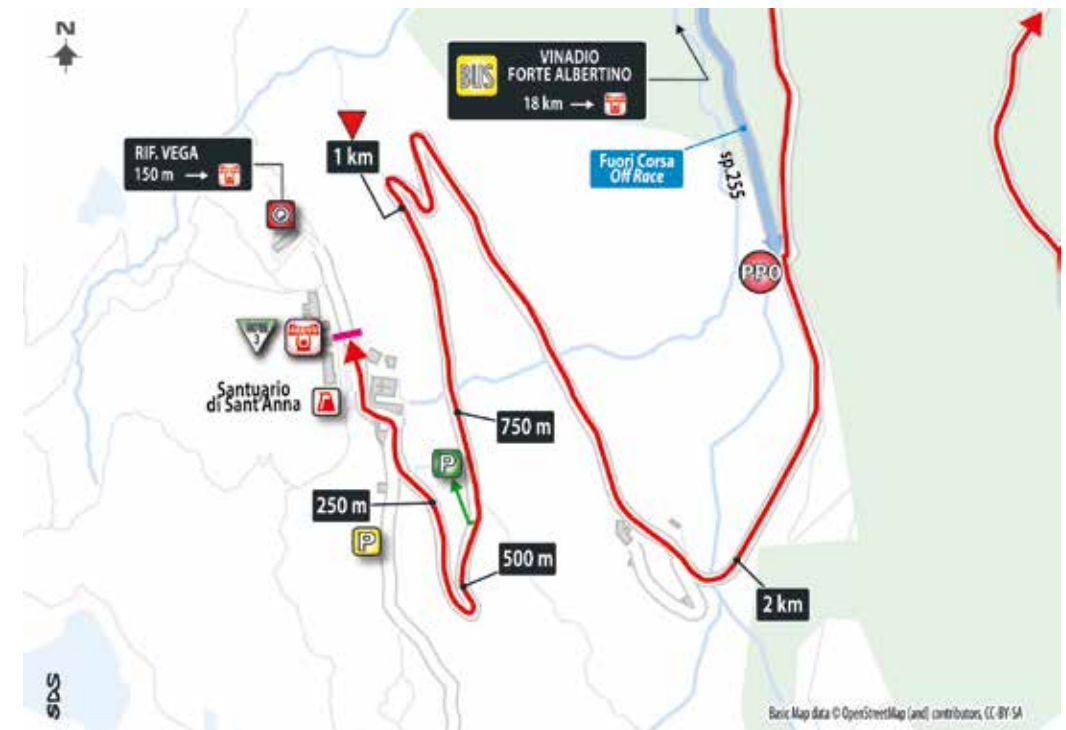 N
VINADIO
FORTE ALBERTINO
BUS
18 km
RIF. VEGA
150 m
1 km
Fuori Corsa
Off Race
sp.255
PPO
3
Santuario
di Sant'Anna
750 m
P
250 m
P
500 m
2 km
SDS
Basic Map data © OpenStreetMap (and) contributors, CC-BY-SA